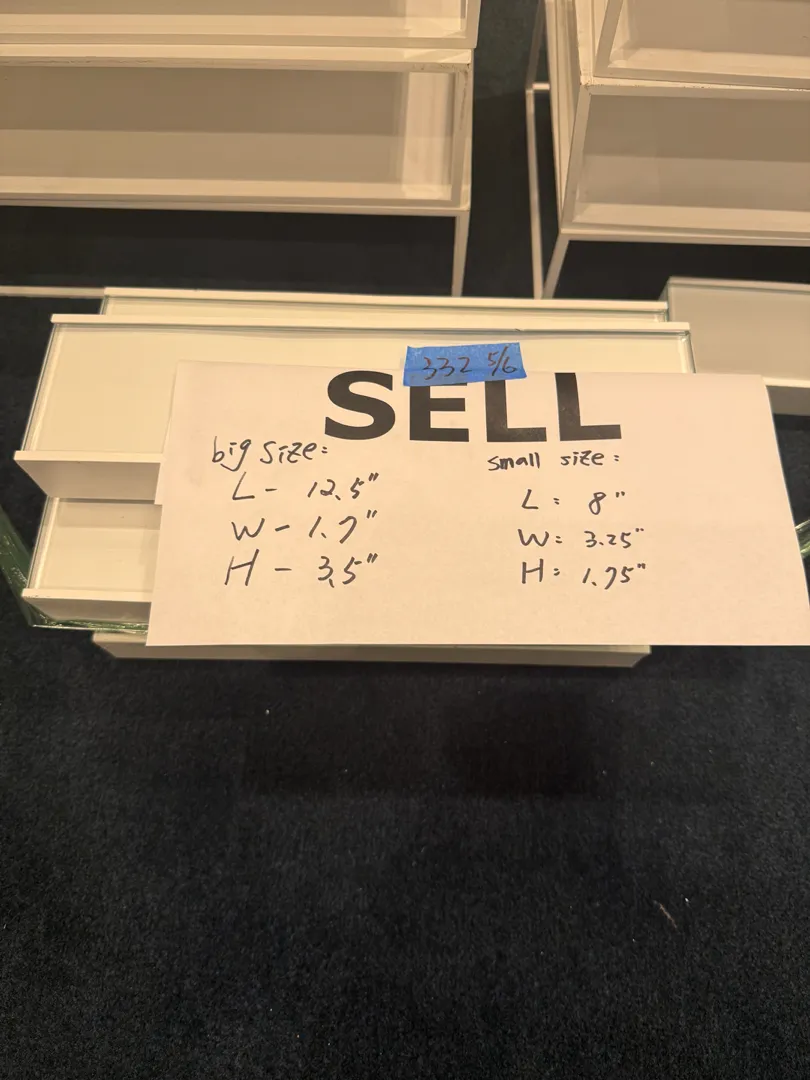 332 5/6
SELL
big size:
L - 12.5"
W - 1.7"
H - 3.5"
small size:
L: 8"
W: 3.25"
H: 1.75"